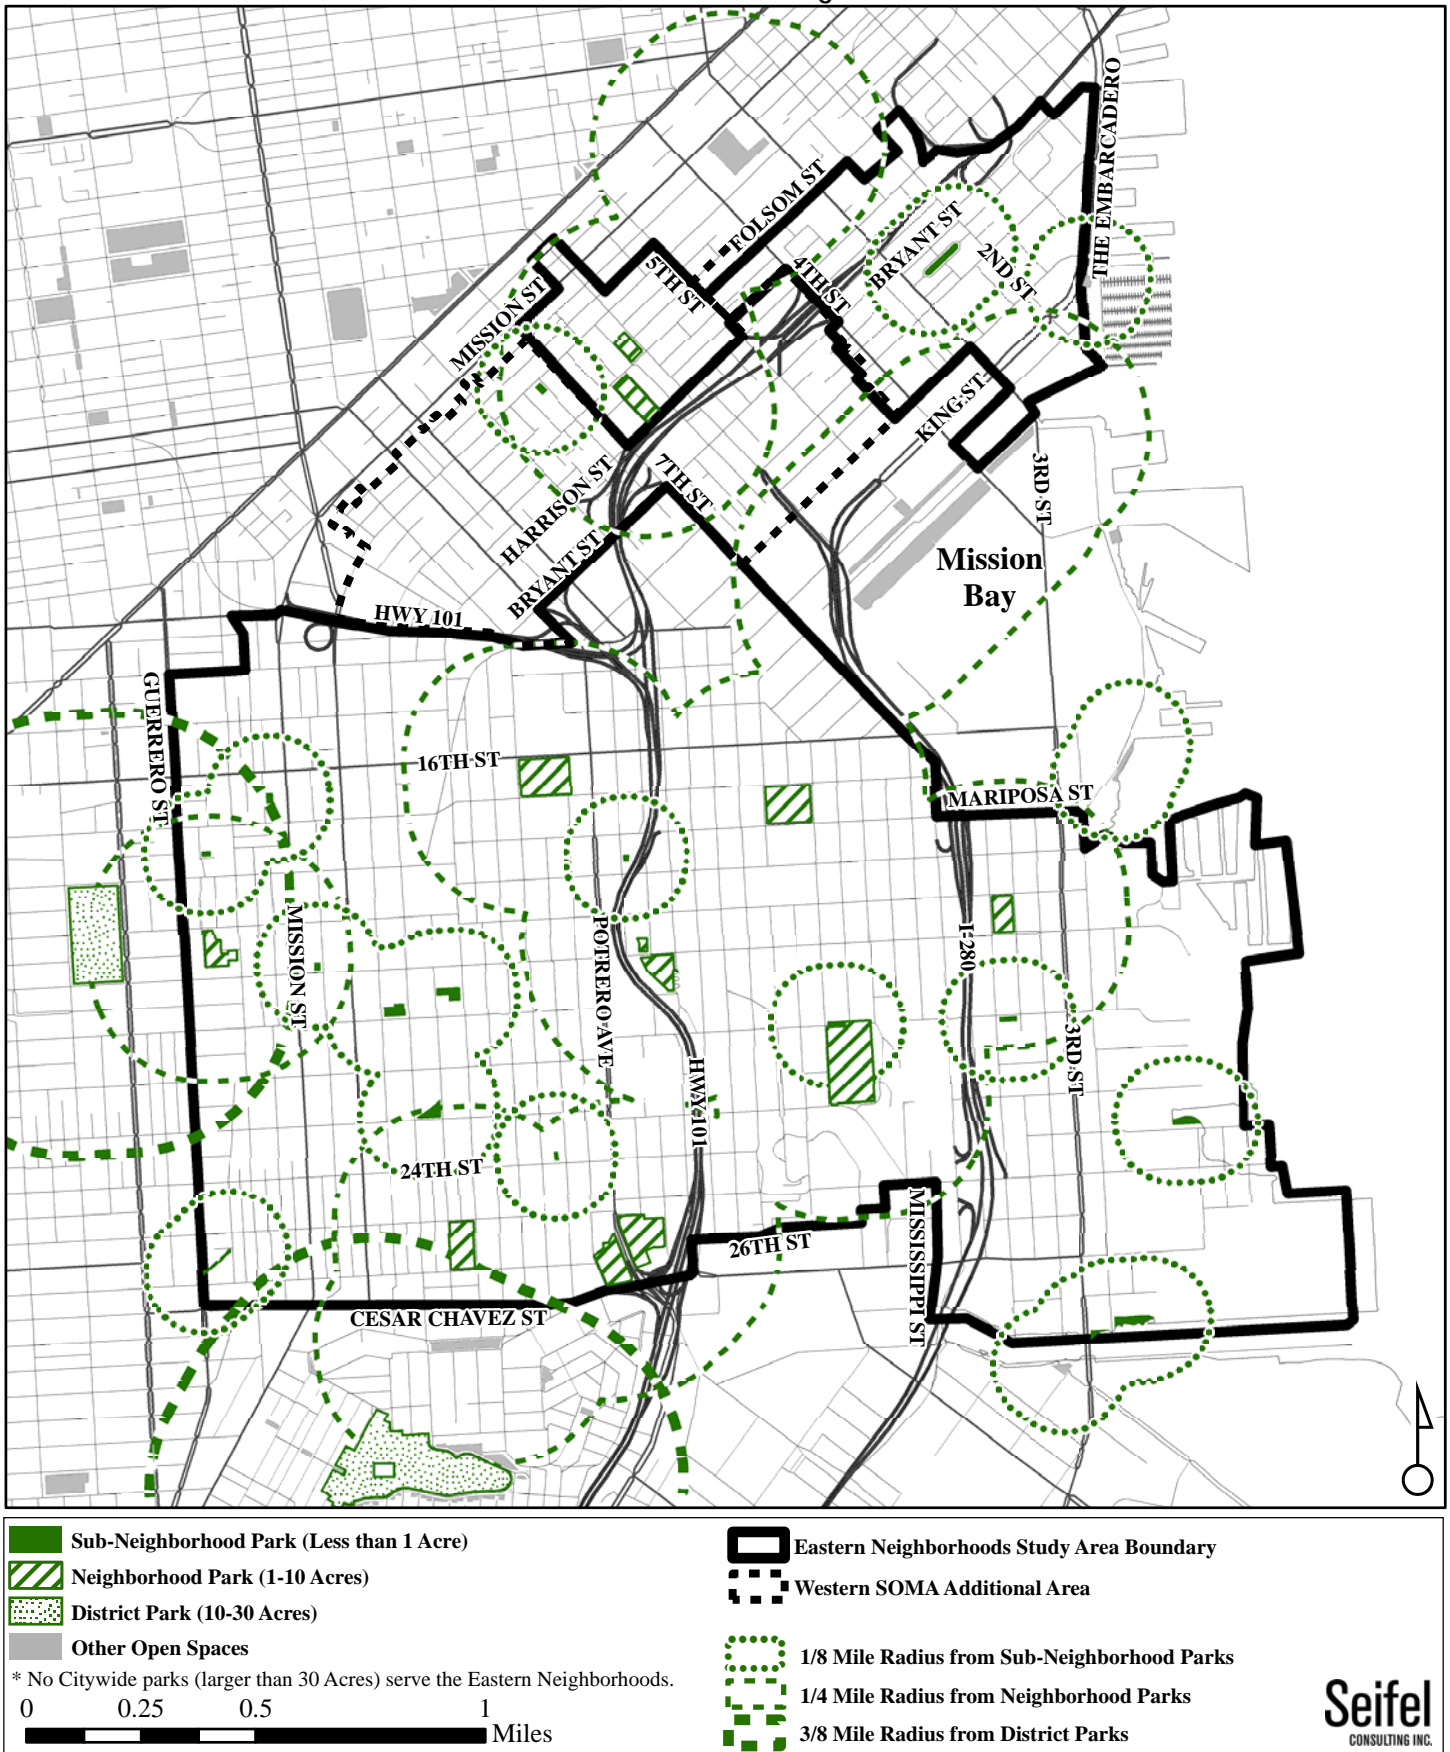 THE EMBARCADERO
FOLSOM ST
BRYANT ST
2ND ST
5TH ST
4TH ST
MISSION ST
KING ST
3RD ST
7TH ST
HARRISON ST
BRYANT ST
Mission
Bay
HWY 101
GUERRERO ST
16TH ST
MARIPOSA ST
MISSION ST
POTRERO AVE
I-280
3RD ST
HWY 101
24TH ST
MISSISSIPPI ST
26TH ST
CESAR CHAVEZ ST
Sub-Neighborhood Park (Less than 1 Acre)
Neighborhood Park (1-10 Acres)
District Park (10-30 Acres)
Other Open Spaces
* No Citywide parks (larger than 30 Acres) serve the Eastern Neighborhoods.
0 0.25 0.5 1
Miles
Eastern Neighborhoods Study Area Boundary
Western SOMA Additional Area
1/8 Mile Radius from Sub-Neighborhood Parks
1/4 Mile Radius from Neighborhood Parks
3/8 Mile Radius from District Parks
Seifel
CONSULTING INC.